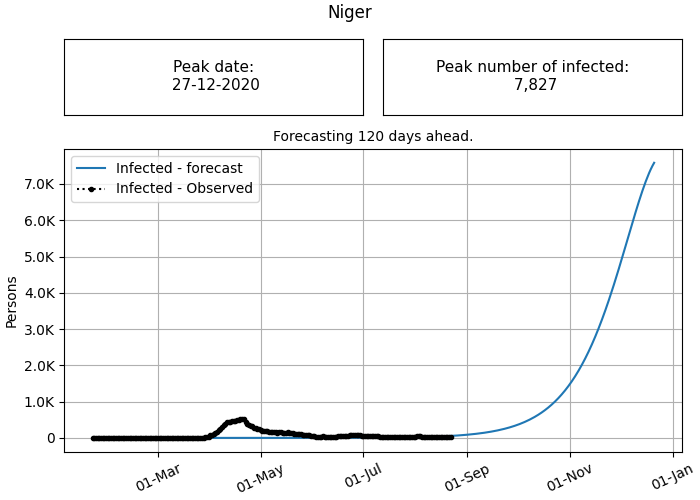 Niger
Peak date:
27-12-2020
Peak number of infected:
7,827
Forecasting 120 days ahead.
Infected - forecast
Infected - Observed
7.0K
6.0K
5.0K
4.0K
3.0K
2.0K
1.0K
0
Persons
01-Mar
01-May
01-Jul
01-Sep
01-Nov
01-Jan